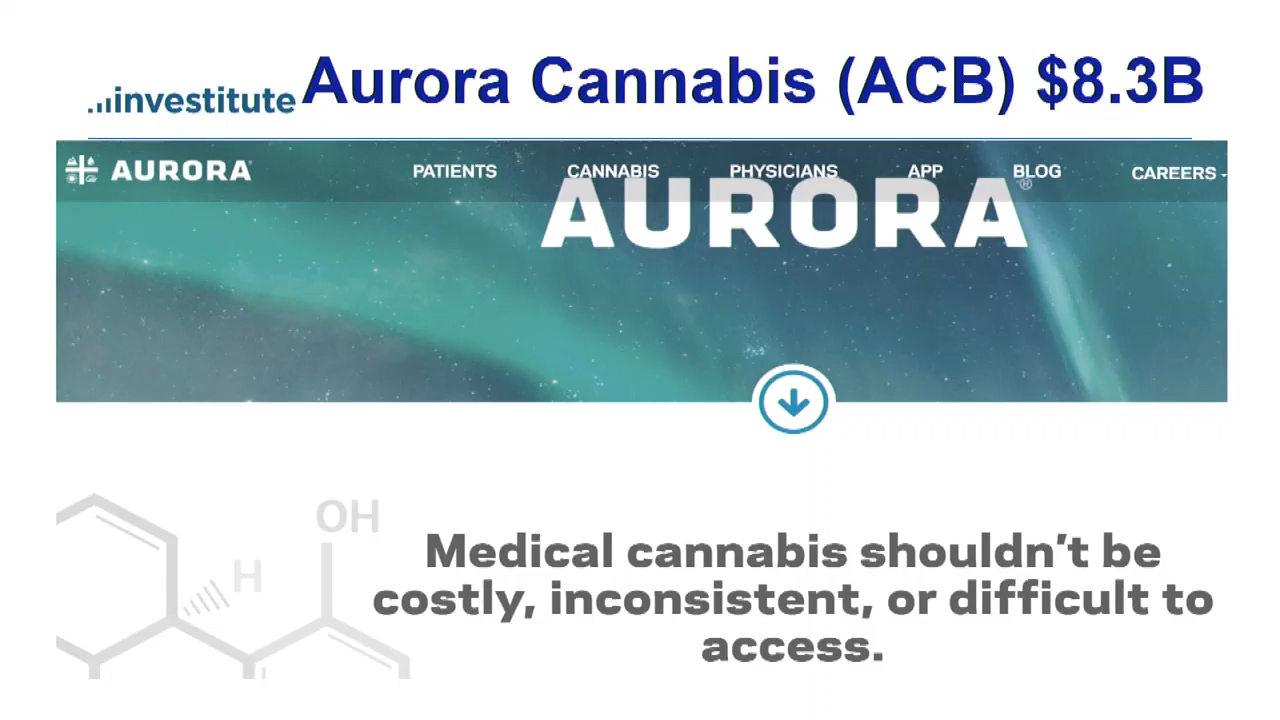 ...investitute Aurora Cannabis (ACB) $8.3B
AURORA PATIENTS CANNABIS PHYSICIANS APP BLOG CAREERS
AURORA®
OH
H
Medical cannabis shouldn't be
costly, inconsistent, or difficult to
access.